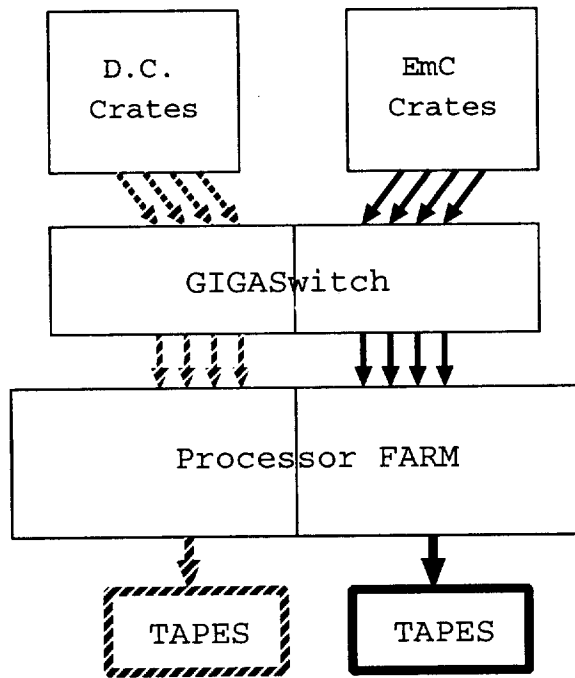 D.C.
Crates
EmC
Crates
GIGASwitch
Processor FARM
TAPES
TAPES